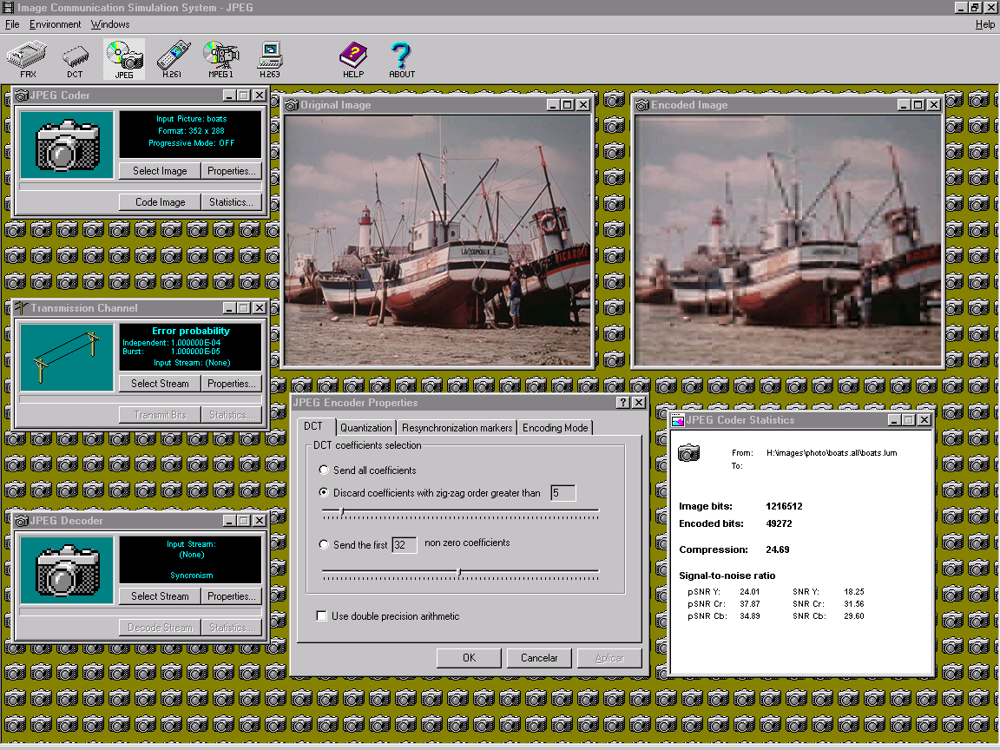 Image Communication Simulation System - JPEG
File Environment Windows Help
FAX DCT JPEG H.261 MPEG1 H.263 HELP ABOUT
JPEG Coder
Input Picture: boats
Format: 352 x 288
Progressive Mode: OFF
Select Image Properties...
Code Image Statistics...
Original Image
Encoded Image
Transmission Channel
Error probability
Independent: 1.000000E-04
Burst: 1.000000E-05
Input Stream: (None)
Select Stream Properties...
Transmit Bits Statistics...
JPEG Decoder
Input Stream:
(None)
Syncronism
Select Stream Properties...
Decode Stream Statistics...
JPEG Encoder Properties
DCT Quantization Resynchronization markers Encoding Mode
DCT coefficients selection
Send all coefficients
Discard coefficients with zig-zag order greater than 5
Send the first 32 non zero coefficients
Use double precision arithmetic
OK Cancelar Aplicar
JPEG Coder Statistics
From: H:\images\photo\boats.all\boats.lum
To:
Image bits: 1216512
Encoded bits: 49272
Compression: 24.69
Signal-to-noise ratio
pSNR Y: 24.01 SNR Y: 18.25
pSNR Cr: 37.87 SNR Cr: 31.56
pSNR Cb: 34.89 SNR Cb: 29.60